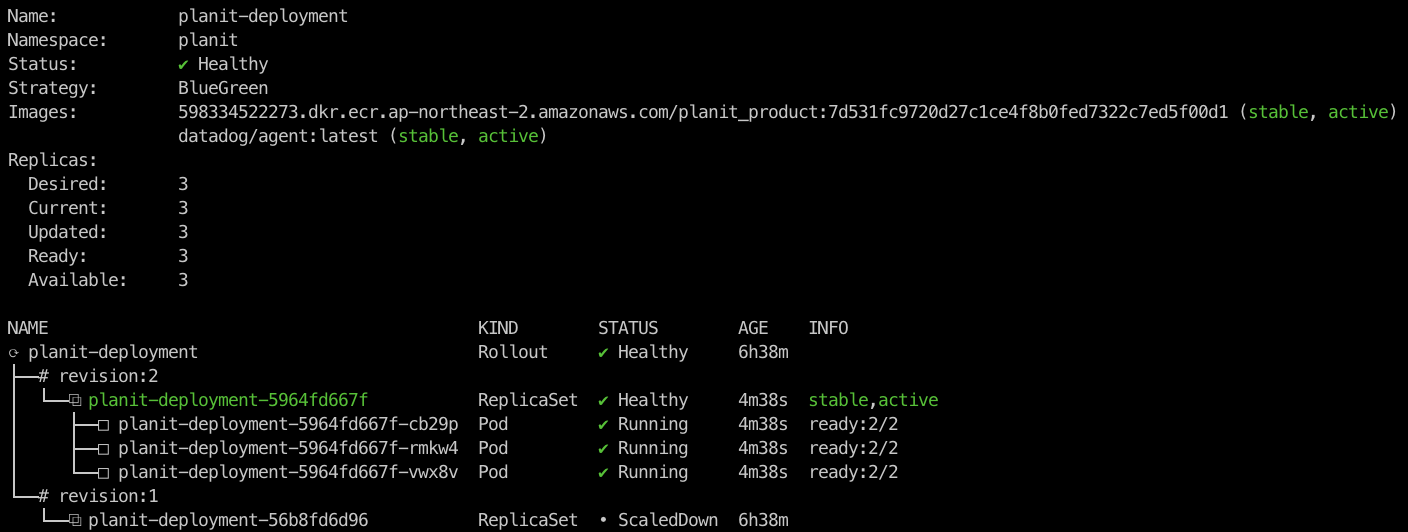 Name:            planit-deployment
Namespace:       planit
Status:          ✔ Healthy
Strategy:        BlueGreen
Images:          598334522273.dkr.ecr.ap-northeast-2.amazonaws.com/planit_product:7d531fc9720d27c1ce4f8b0fed7322c7ed5f00d1 (stable, active)
                 datadog/agent:latest (stable, active)
Replicas:
  Desired:       3
  Current:       3
  Updated:       3
  Ready:         3
  Available:     3

NAME                                           KIND        STATUS        AGE    INFO
⟳ planit-deployment                            Rollout     ✔ Healthy     6h38m
├──# revision:2
│  └──⧉ planit-deployment-5964fd667f           ReplicaSet  ✔ Healthy     4m38s  stable,active
│     ├──□ planit-deployment-5964fd667f-cb29p  Pod         ✔ Running     4m38s  ready:2/2
│     ├──□ planit-deployment-5964fd667f-rmkw4  Pod         ✔ Running     4m38s  ready:2/2
│     └──□ planit-deployment-5964fd667f-vwx8v  Pod         ✔ Running     4m38s  ready:2/2
└──# revision:1
   └──⧉ planit-deployment-56b8fd6d96           ReplicaSet  • ScaledDown  6h38m